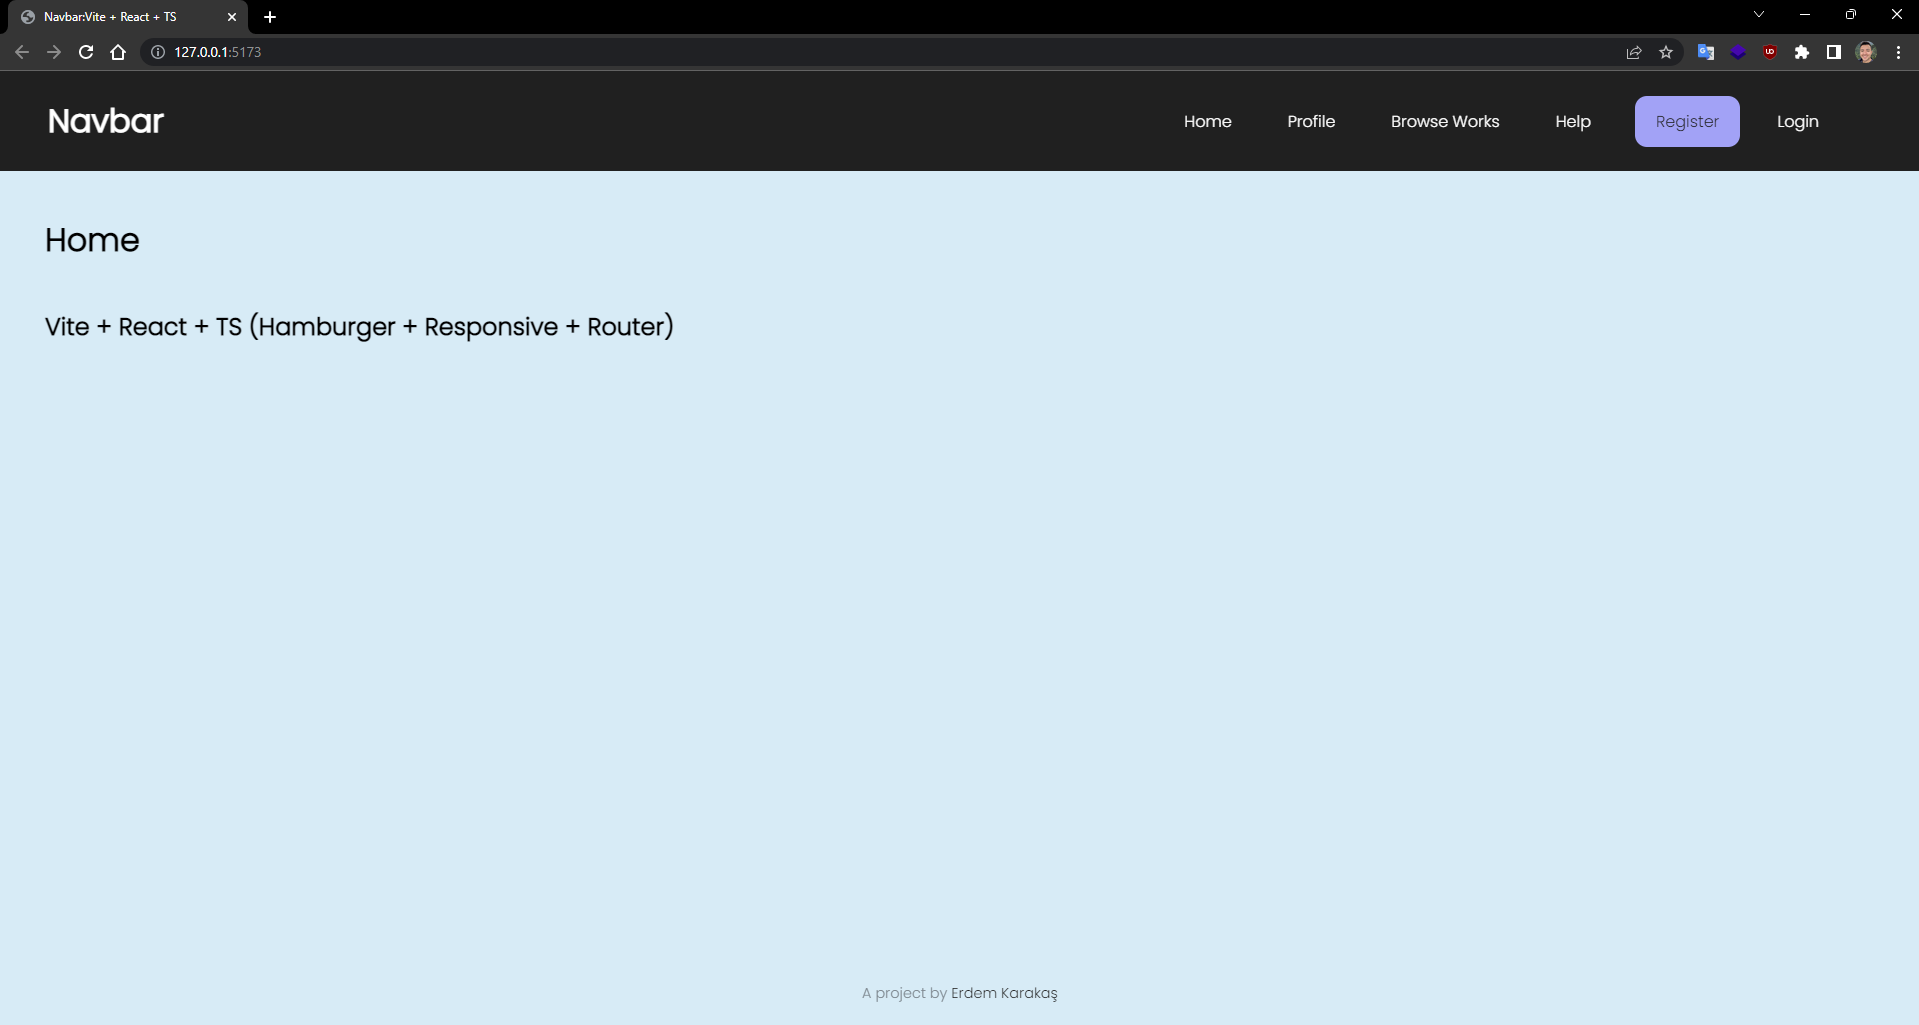 Navbar:Vite + React + TS
127.0.0.1:5173
Navbar
Home Profile Browse Works Help Register Login
Home
Vite + React + TS (Hamburger + Responsive + Router)
A project by Erdem Karakaş